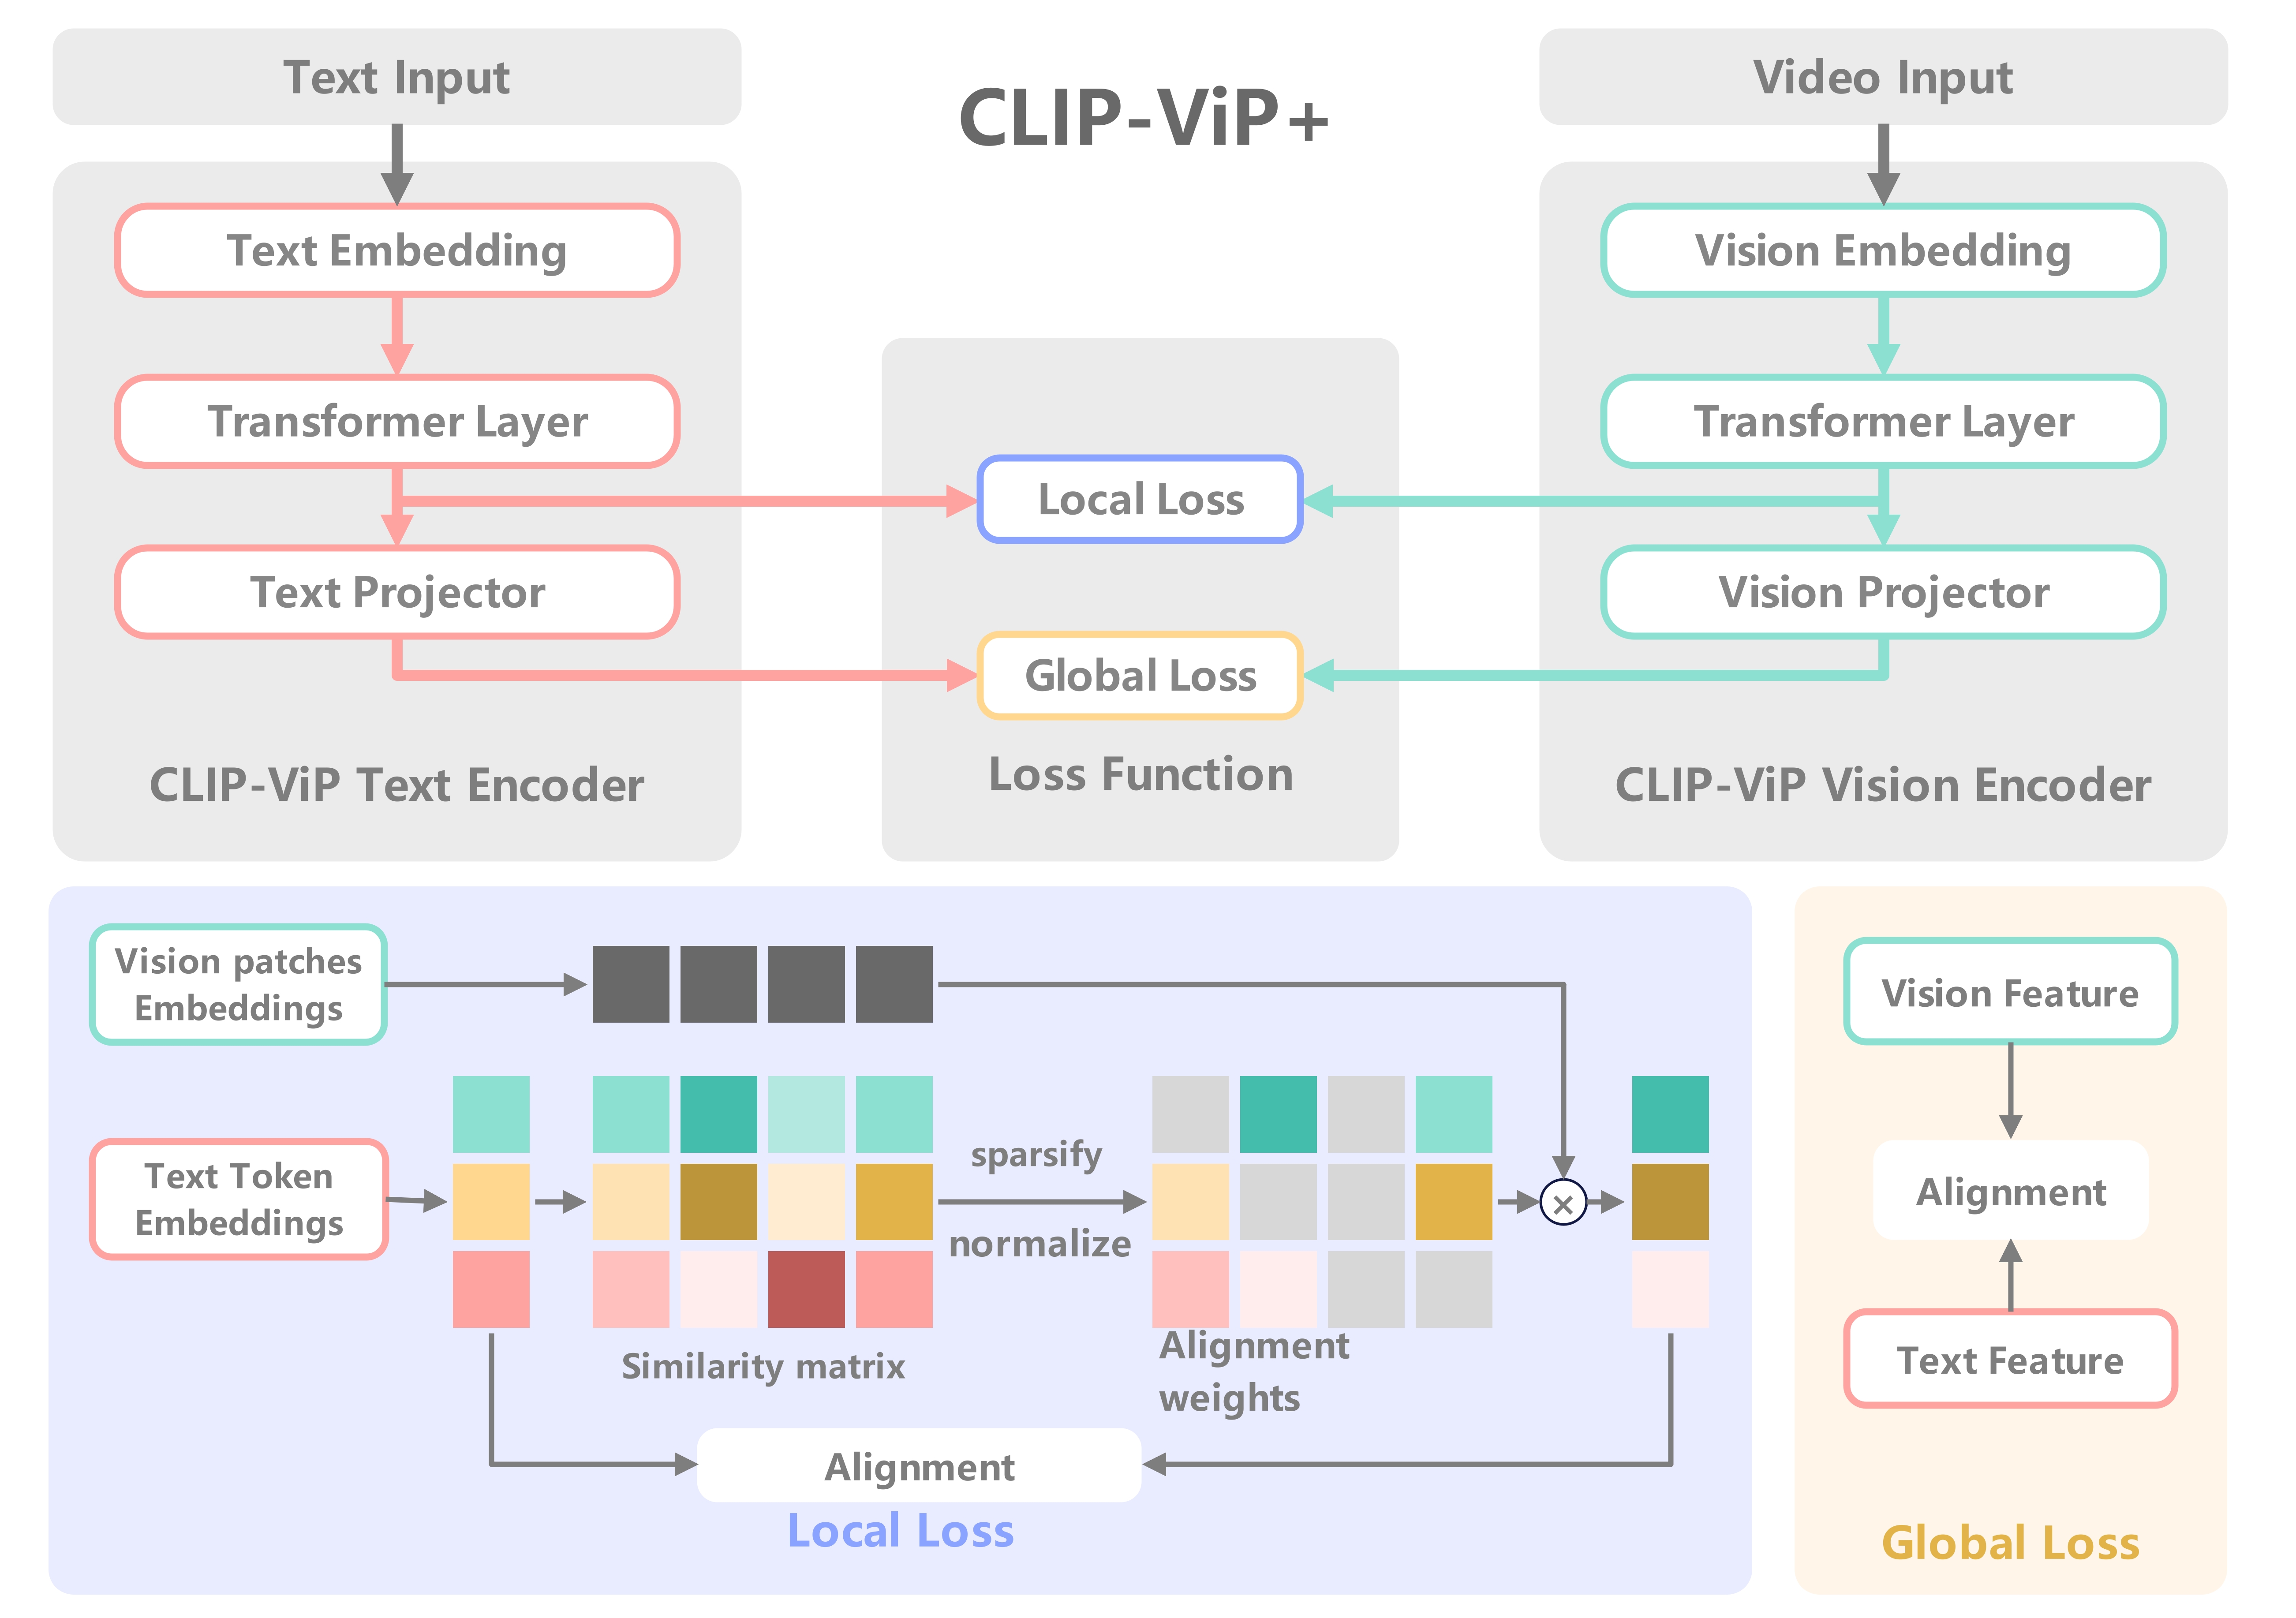 Text Input
CLIP-ViP+
Video Input
Text Embedding
Transformer Layer
Text Projector
CLIP-ViP Text Encoder
Local Loss
Global Loss
Loss Function
Vision Embedding
Transformer Layer
Vision Projector
CLIP-ViP Vision Encoder
Vision patches
Embeddings
Text Token
Embeddings
Similarity matrix
sparsify
normalize
Alignment
weights
×
Alignment
Local Loss
Vision Feature
Alignment
Text Feature
Global Loss